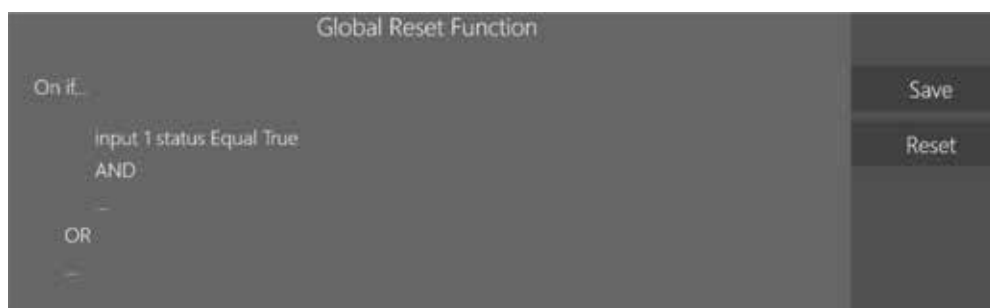 Global Reset Function
On if...
Save
input 1 status Equal True
Reset
AND
...
OR
...